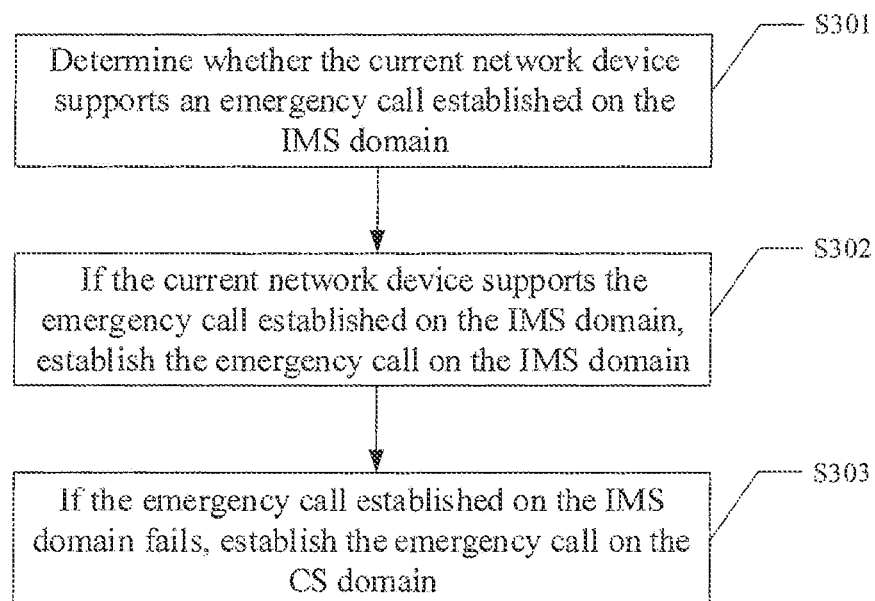 S301
Determine whether the current network device
supports an emergency call established on the
IMS domain
S302
If the current network device supports the
emergency call established on the IMS domain,
establish the emergency call on the IMS domain
S303
If the emergency call established on the IMS
domain fails, establish the emergency call on the
CS domain